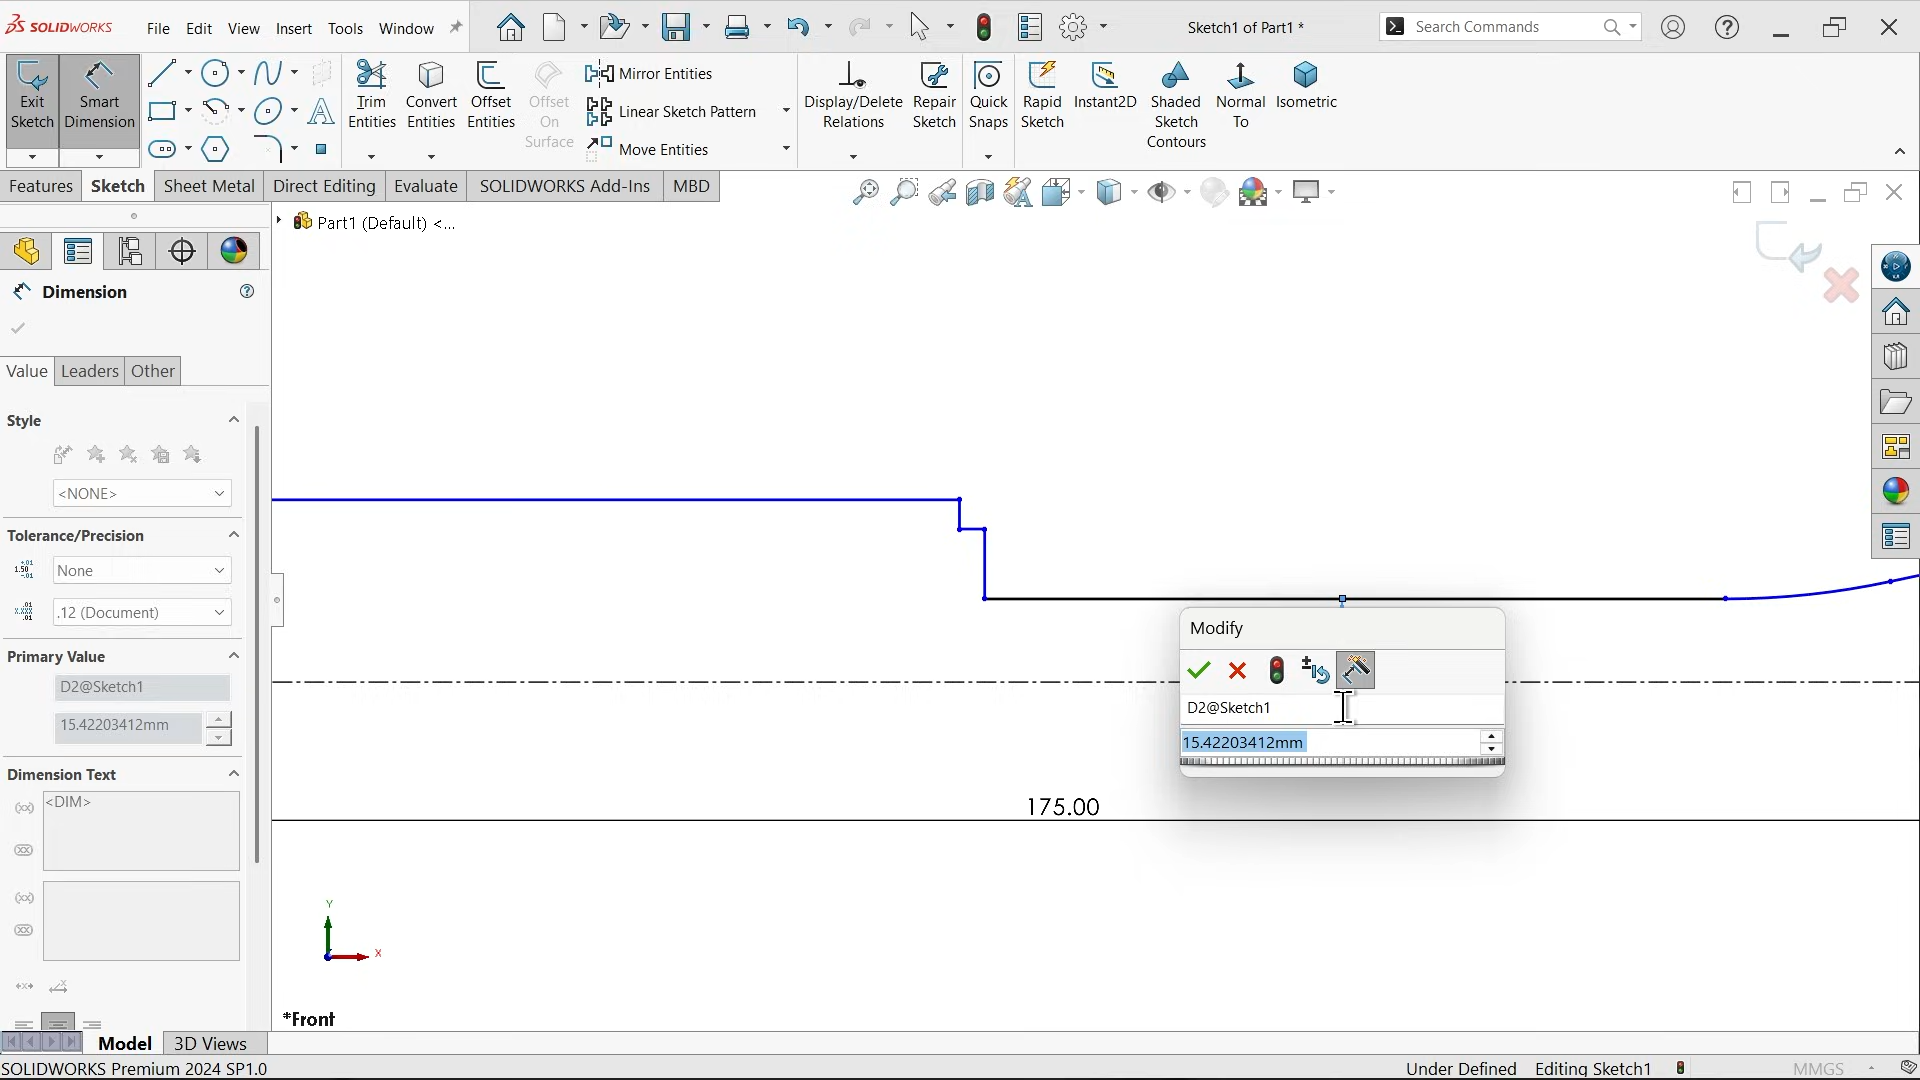 SOLIDWORKS File Edit View Insert Tools Window
Sketch1 of Part1 *
Search Commands
Exit Sketch
Smart Dimension
Trim Entities
Convert Entities
Offset Entities
Offset On Surface
Mirror Entities
Linear Sketch Pattern
Move Entities
Display/Delete Relations
Repair Sketch
Quick Snaps
Rapid Sketch
Instant2D
Shaded Sketch Contours
Normal To
Isometric
Features Sketch Sheet Metal Direct Editing Evaluate SOLIDWORKS Add-Ins MBD
Part1 (Default) <...
Dimension
Value Leaders Other
Style
<NONE>
Tolerance/Precision
None
.12 (Document)
Primary Value
D2@Sketch1
15.42203412mm
Dimension Text
<DIM>
Modify
D2@Sketch1
15.42203412mm
175.00
Y
X
*Front
Model 3D Views
SOLIDWORKS Premium 2024 SP1.0
Under Defined Editing Sketch1 MMGS